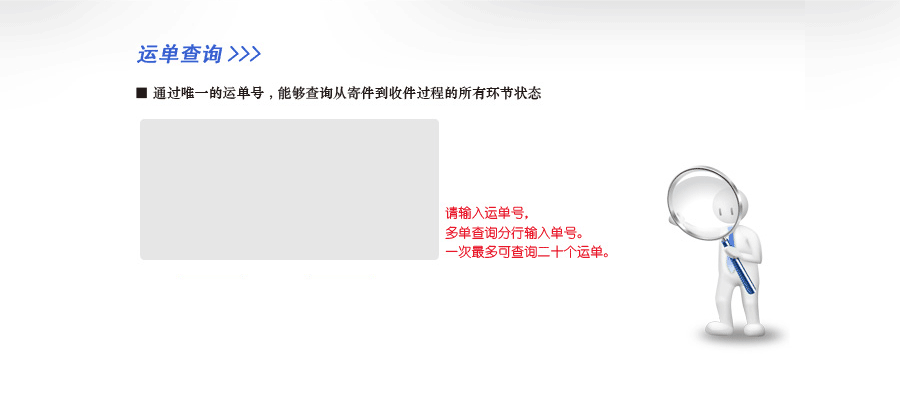 运单查询 >>>
■ 通过唯一的运单号，能够查询从寄件到收件过程的所有环节状态
请输入运单号，
多单查询分行输入单号。
一次最多可查询二十个运单。